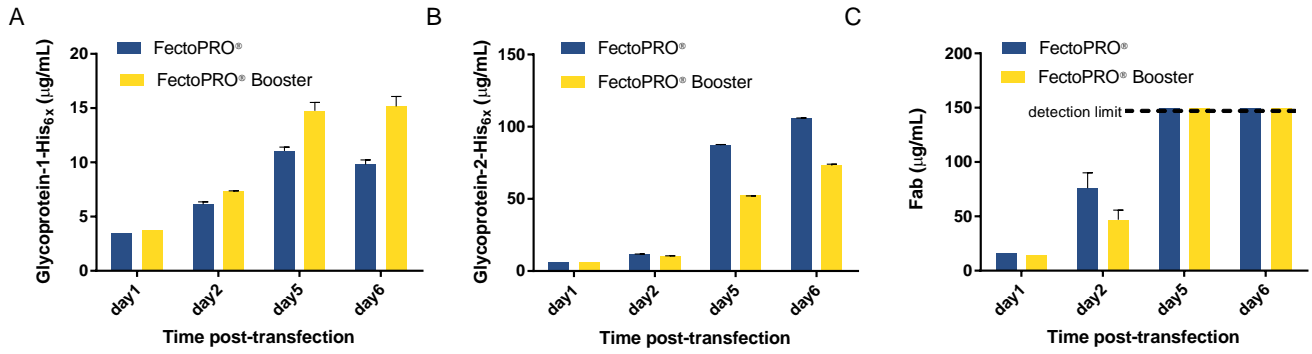 A
Glycoprotein-1-His6x (µg/mL)
20
15
10
5
0
FectoPRO®
FectoPRO® Booster
day1
day2
day5
day6
Time post-transfection
B
Glycoprotein-2-His6x (µg/mL)
150
100
50
0
FectoPRO®
FectoPRO® Booster
day1
day2
day5
day6
Time post-transfection
C
Fab (µg/mL)
200
150
100
50
0
FectoPRO®
FectoPRO® Booster
detection limit
day1
day2
day5
day6
Time post-transfection